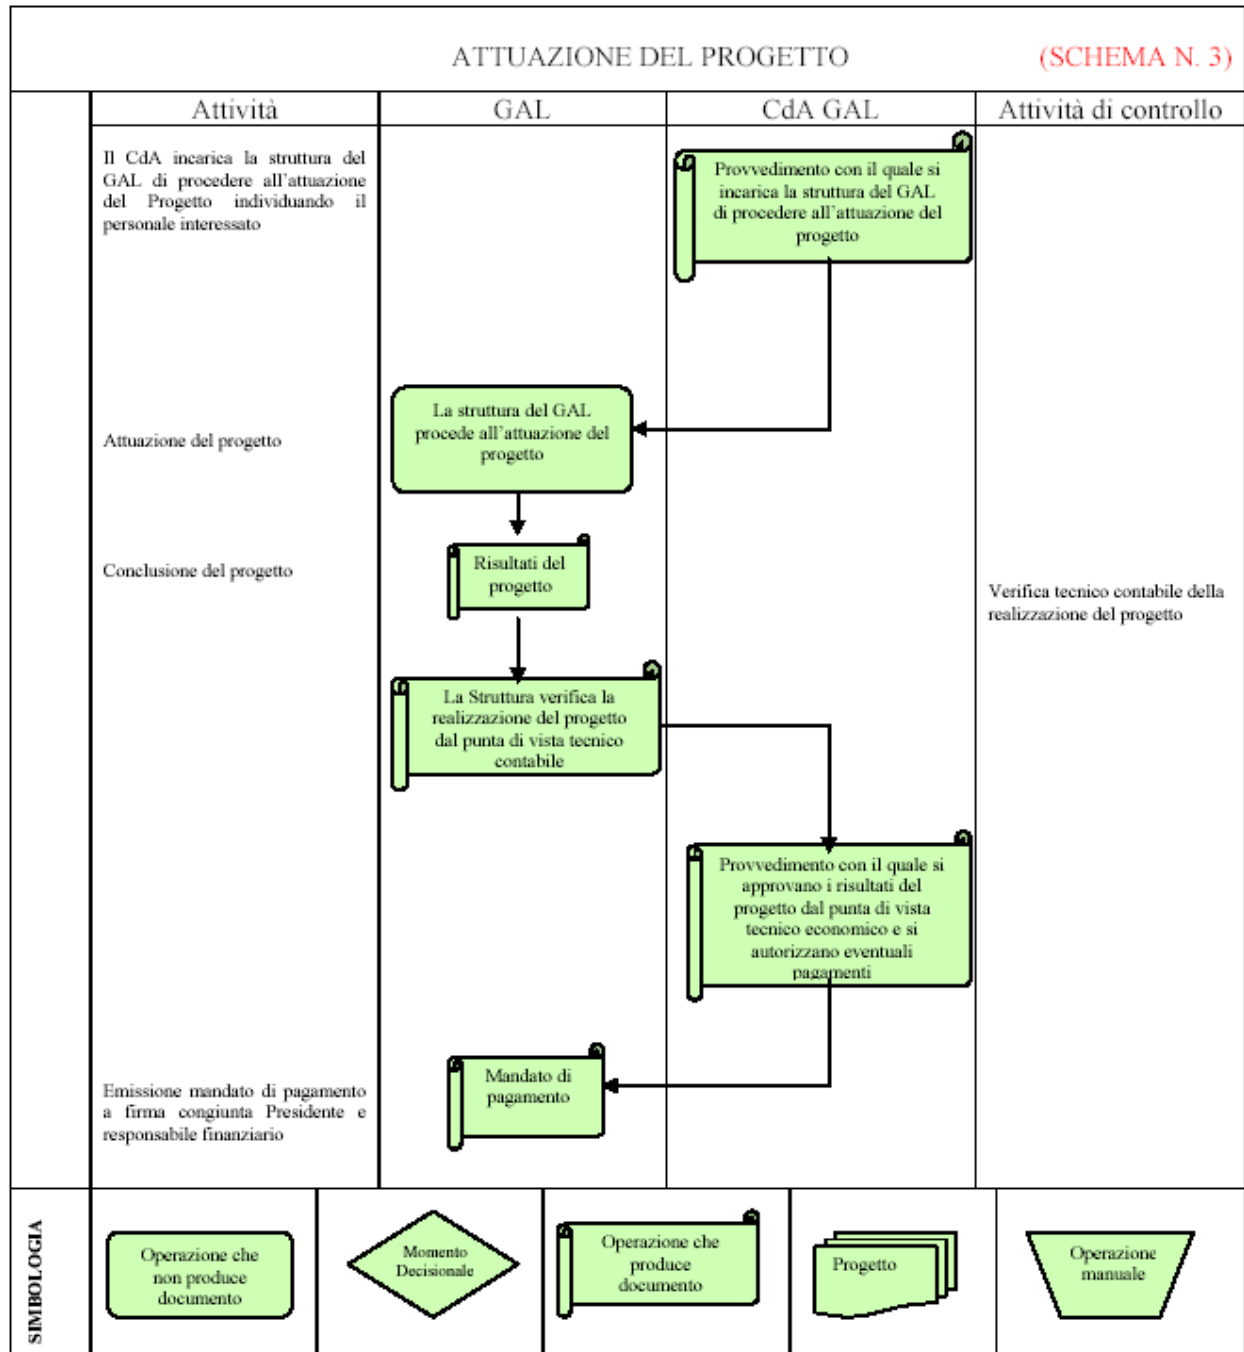 ATTUAZIONE DEL PROGETTO
(SCHEMA N. 3)
Attività
GAL
CdA GAL
Attività di controllo
Il CdA incarica la struttura del
GAL di procedere all'attuazione
del Progetto individuando il
personale interessato
Provvedimento con il quale si
incarica la struttura del GAL
di procedere all'attuazione del
progetto
Attuazione del progetto
La struttura del GAL
procede all'attuazione del
progetto
Conclusione del progetto
Risultati del
progetto
Verifica tecnico contabile della
realizzazione del progetto
La Struttura verifica la
realizzazione del progetto
dal punta di vista tecnico
contabile
Provvedimento con il quale si
approvano i risultati del
progetto dal punta di vista
tecnico economico e si
autorizzano eventuali
pagamenti
Emissione mandato di pagamento
a firma congiunta Presidente e
responsabile finanziario
Mandato di
pagamento
SIMBOLOGIA
Operazione che
non produce
documento
Momento
Decisionale
Operazione che
produce
documento
Progetto
Operazione
manuale